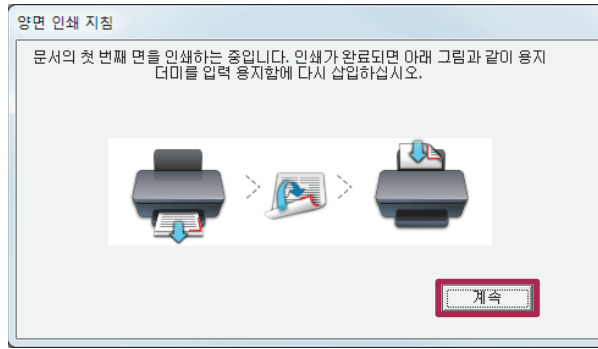 양면 인쇄 지침
문서의 첫 번째 면을 인쇄하는 중입니다. 인쇄가 완료되면 아래 그림과 같이 용지
더미를 입력 용지함에 다시 삽입하십시오.
계속